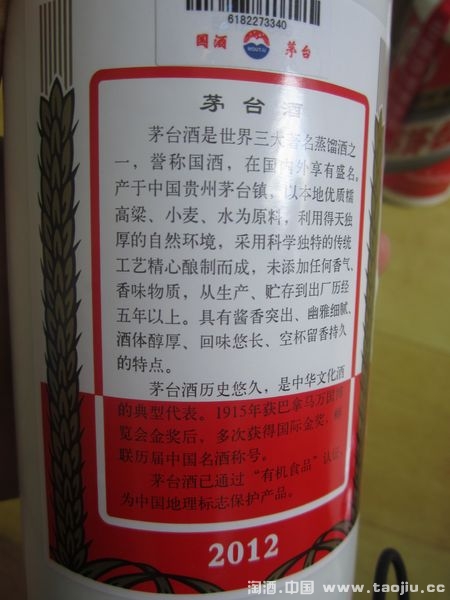 6182273340
国酒 MOUTAI 茅台
茅台酒
茅台酒是世界三大著名蒸馏酒之
一，誉称国酒，在国内外享有盛名。
产于中国贵州茅台镇，以本地优质糯
高粱、小麦、水为原料，利用得天独
厚的自然环境，采用科学独特的传统
工艺精心酿制而成，未添加任何香气、
香味物质，从生产、贮存到出厂历经
五年以上。具有酱香突出、幽雅细腻、
酒体醇厚、回味悠长、空杯留香持久
的特点。
茅台酒历史悠久，是中华文化酒
的典型代表。1915年获巴拿马万国博
览会金奖后，多次获得国际金奖，蝉
联历届中国名酒称号。
茅台酒已通过“有机食品”认证，
为中国地理标志保护产品。
2012
淘酒.中国 www.taojiu.cc